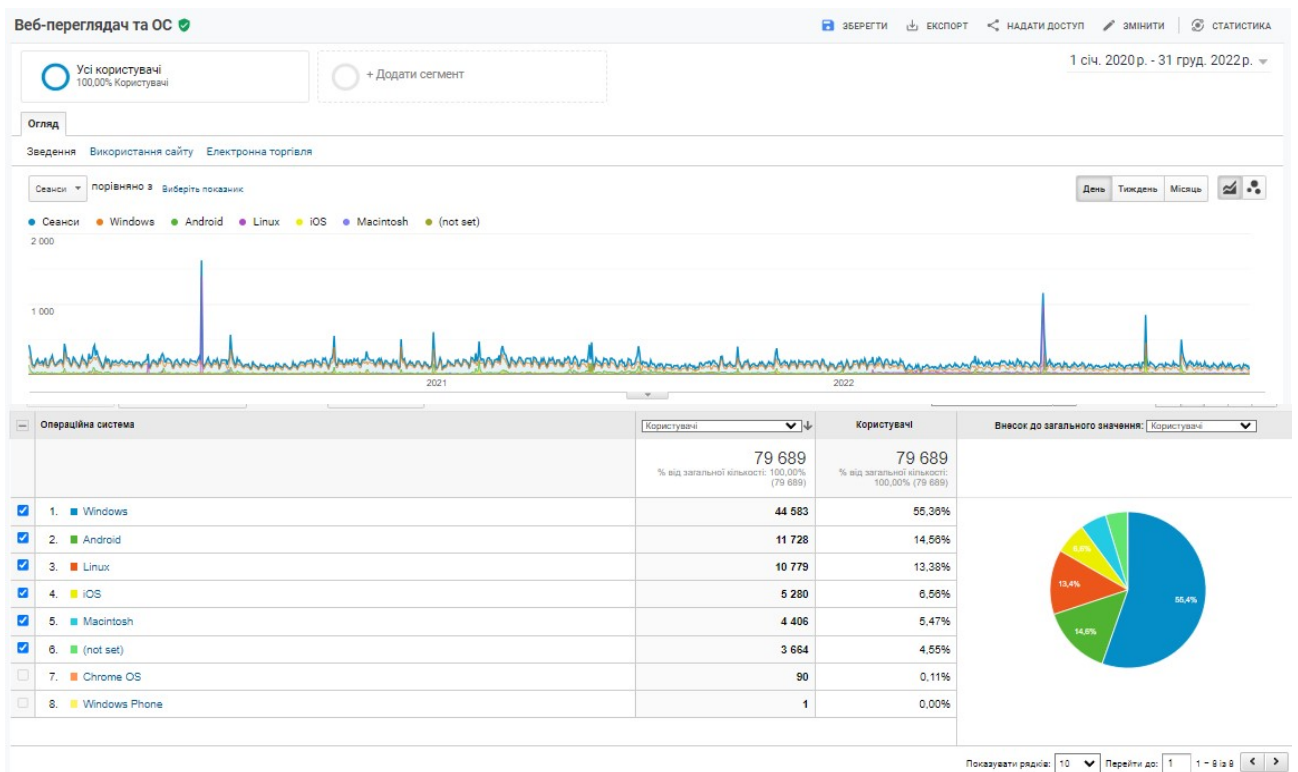 Веб-переглядач та ОС
ЗБЕРЕГТИ ЕКСПОРТ НАДАТИ ДОСТУП ЗМІНИТИ СТАТИСТИКА
Усі користувачі
100,00% Користувачі
+ Додати сегмент
1 січ. 2020 р. - 31 груд. 2022 р.
Огляд
Зведення Використання сайту Електронна торгівля
Сеанси порівняно з Виберіть показник
День Тиждень Місяць
Сеанси Windows Android Linux iOS Macintosh (not set)
2 000
1 000
2021 2022
Операційна система Користувачі Користувачі Внесок до загального значення: Користувачі
79 689 79 689
% від загальної кількості: 100,00% (79 689)
% від загальної кількості: 100,00% (79 689)
1. Windows 44 583 55,36%
2. Android 11 728 14,56%
3. Linux 10 779 13,38%
4. iOS 5 280 6,56%
5. Macintosh 4 406 5,47%
6. (not set) 3 664 4,55%
7. Chrome OS 90 0,11%
8. Windows Phone 1 0,00%
6,6%
13,4%
55,4%
14,6%
Показувати рядків: 10 Перейти до: 1 1 – 8 із 8